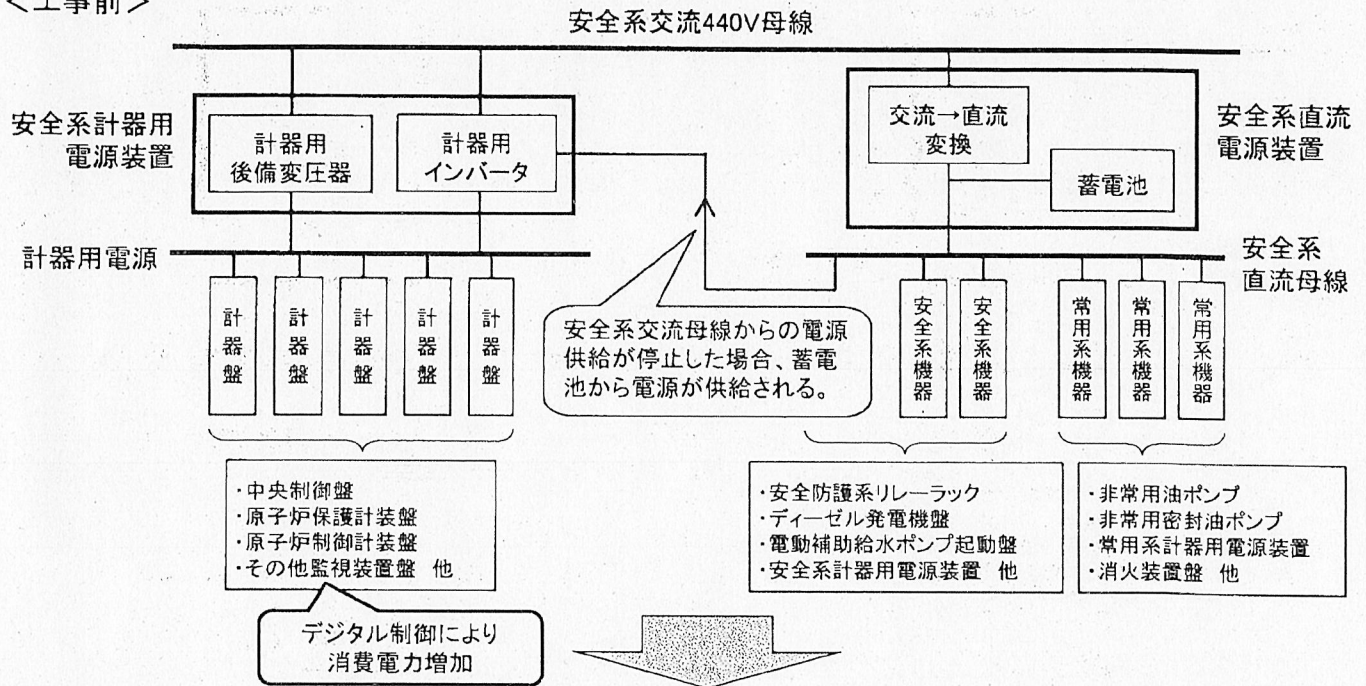 <工事前>
安全系交流440V母線
安全系計器用
電源装置
計器用
後備変圧器
計器用
インバータ
交流→直流
変換
蓄電池
安全系直流
電源装置
計器用電源
安全系
直流母線
計器盤
計器盤
計器盤
計器盤
計器盤
安全系交流母線からの電源
供給が停止した場合、蓄電
池から電源が供給される。
安全系機器
安全系機器
常用系機器
常用系機器
常用系機器
・中央制御盤
・原子炉保護計装盤
・原子炉制御計装盤
・その他監視装置盤 他
・安全防護系リレーラック
・ディーゼル発電機盤
・電動補助給水ポンプ起動盤
・安全系計器用電源装置 他
・非常用油ポンプ
・非常用密封油ポンプ
・常用系計器用電源装置
・消火装置盤 他
デジタル制御により
消費電力増加